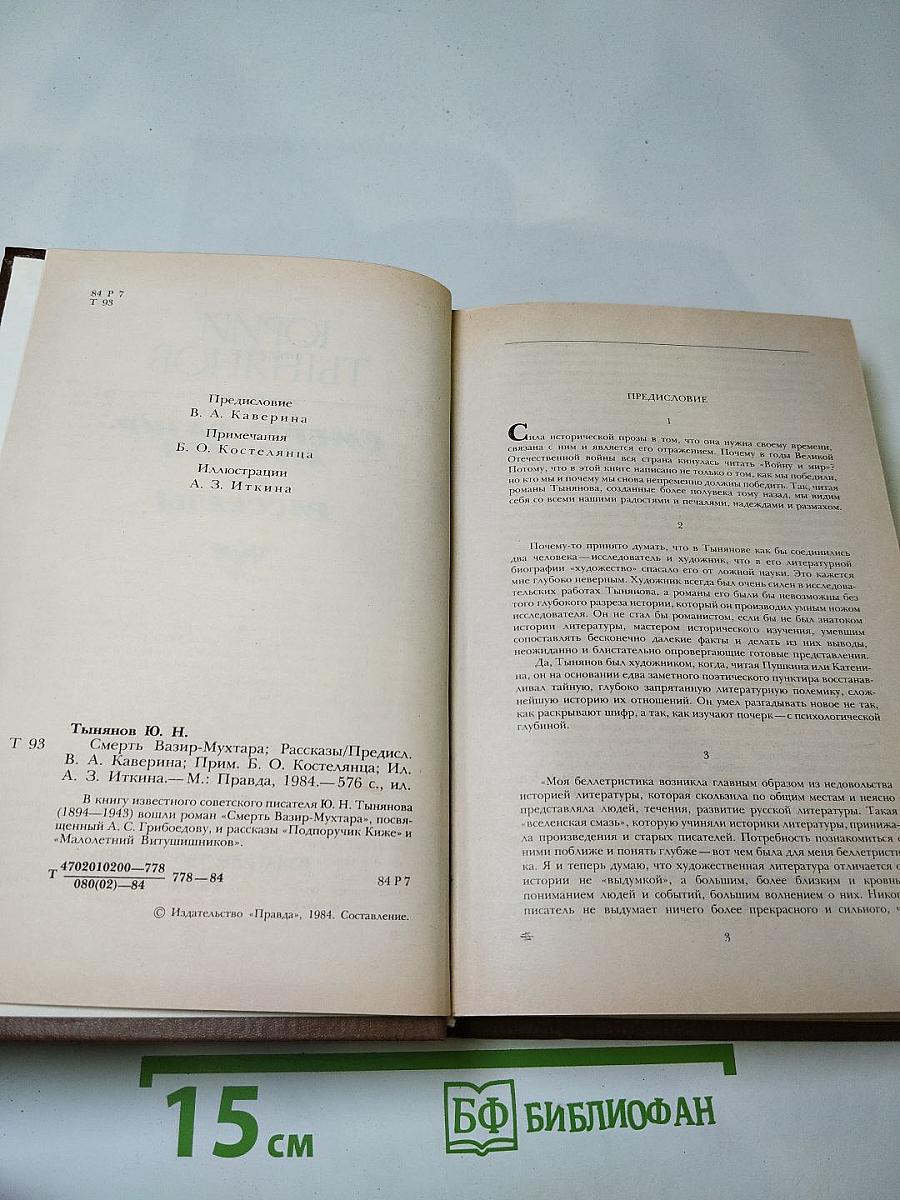 84 Р 7
Т 93
Предисловие
В. А. Каверина
Примечания
Б. О. Костелянца
Иллюстрации
А. З. Иткина
Тынянов Ю. Н.
Т 93 Смерть Вазир-Мухтара; Рассказы/Предисл.
В. А. Каверина; Прим. Б. О. Костелянца; Ил.
А. З. Иткина.— М.: Правда, 1984.— 576 с., ил.
В книгу известного советского писателя Ю. Н. Тынянова
(1894—1943) вошли роман «Смерть Вазир-Мухтара», посвя-
щенный А. С. Грибоедову, и рассказы «Подпоручик Киже» и
«Малолетний Витушишников».
Т 4702010200—778
080(02)—84 778—84 84 Р 7
© Издательство «Правда», 1984. Составление.
ПРЕДИСЛОВИЕ
1
Сила исторической прозы в том, что она нужна своему времени,
связана с ним и является его отражением. Почему в годы Великой
Отечественной войны вся страна кинулась читать «Войну и мир»?
Потому, что в этой книге написано не только о том, как мы победили,
но кто мы и почему мы снова непременно должны победить. Так, читая
романы Тынянова, созданные более полувека тому назад, мы видим
себя со всеми нашими радостями и печалями, надеждами и размахом.
2
Почему-то принято думать, что в Тынянове как бы соединились
два человека — исследователь и художник, что в его литературной
биографии «художество» спасало его от ложной науки. Это кажется
мне глубоко неверным. Художник всегда был очень силен в исследова-
тельских работах Тынянова, а романы его были бы невозможны без
того глубокого разреза истории, который он производил умным ножом
исследователя. Он не стал бы романистом, если бы не был знатоком
истории литературы, мастером исторического изучения, умевшим
сопоставлять бесконечно далекие факты и делать из них выводы,
неожиданно и блистательно опровергающие готовые представления.
Да, Тынянов был художником, когда, читая Пушкина или Катени-
на, он на основании едва заметного поэтического пунктира восстанав-
ливал тайную, глубоко запрятанную литературную полемику, слож-
нейшую историю их отношений. Он умел разгадывать новое не так,
как раскрывают шифр, а так, как изучают почерк — с психологической
глубиной.
3
«Моя беллетристика возникла главным образом из недовольства
историей литературы, которая скользила по общим местам и неясно
представляла людей, течения, развитие русской литературы. Такая
«вселенская смазь», которую учиняли историки литературы, принижа-
ла произведения и старых писателей. Потребность познакомиться с
ними поближе и понять глубже — вот чем была для меня беллетристи
ка. Я и теперь думаю, что художественная литература отличается о
истории не «выдумкой», а большим, более близким и кровны
пониманием людей и событий, большим волнением о них. Никог
писатель не выдумает ничего более прекрасного и сильного, ч
3
15 см
БФ БИБЛИОФАН